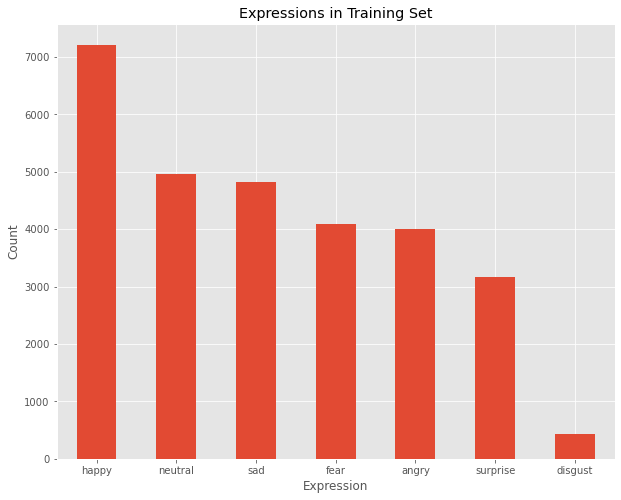 Expressions in Training Set
7000
6000
5000
4000
3000
2000
1000
0
Count
happy neutral sad fear angry surprise disgust
Expression